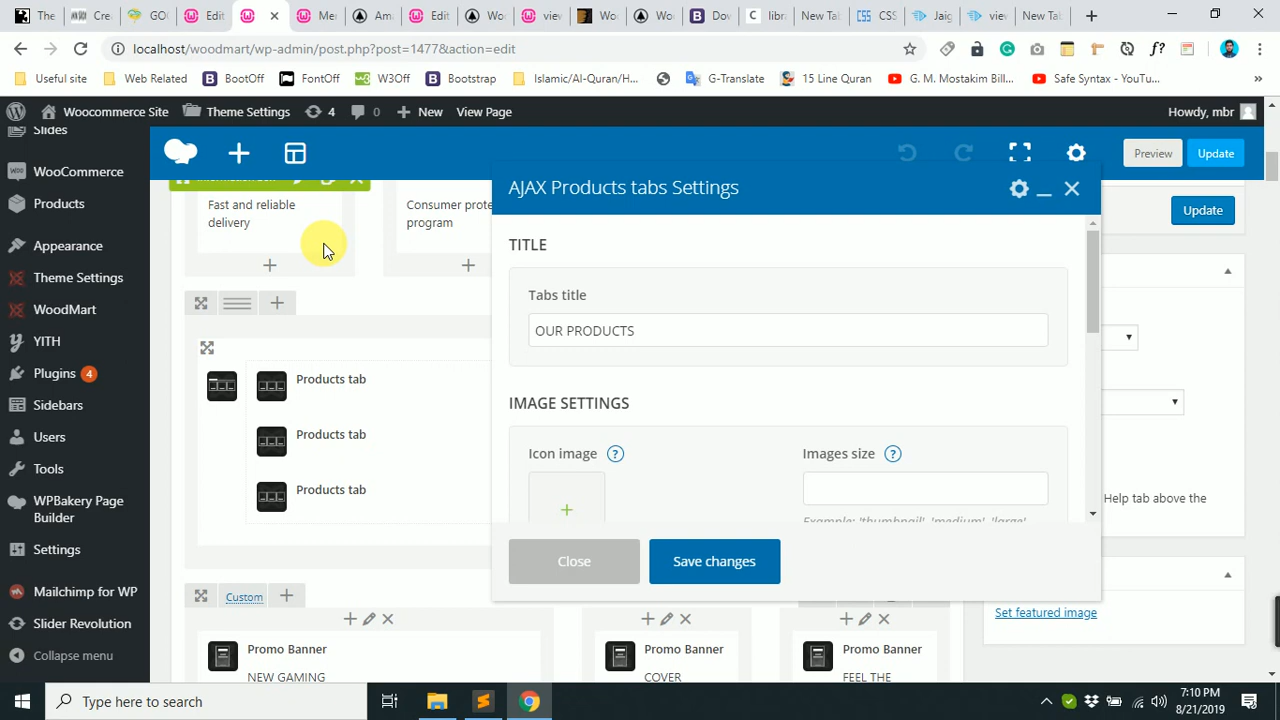 The
Cre
GO
Edit
Mer
Am
Edit
Wo
view
Wor
Wo
Dov
libra
New Tab
CSS
Jaig
view
New Tab
localhost/woodmart/wp-admin/post.php?post=1477&action=edit
Useful site
Web Related
BootOff
FontOff
W3Off
Bootstrap
Islamic/Al-Quran/H...
G-Translate
15 Line Quran
G. M. Mostakim Bill...
Safe Syntax - YouTu...
»
Woocommerce Site
Theme Settings
4
0
New
View Page
Howdy, mbr
Slides
WooCommerce
Products
Appearance
Theme Settings
WoodMart
YITH
Plugins 4
Sidebars
Users
Tools
WPBakery Page
Builder
Settings
Mailchimp for WP
Slider Revolution
Collapse menu
Preview
Update
Update
Fast and reliable
delivery
Consumer prote
program
AJAX Products tabs Settings
TITLE
Tabs title
OUR PRODUCTS
IMAGE SETTINGS
Icon image ?
Images size ?
Example: 'thumbnail', 'medium', 'large'
Close
Save changes
Products tab
Products tab
Products tab
Help tab above the
Set featured image
Custom
Promo Banner
NEW GAMING
Promo Banner
COVER
Promo Banner
FEEL THE
Type here to search
7:10 PM
8/21/2019